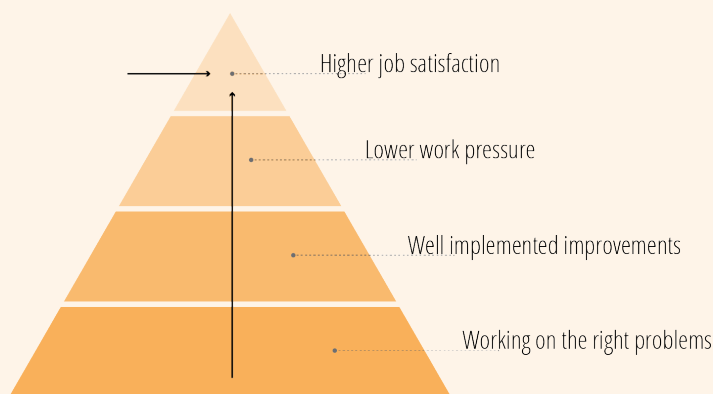 Higher job satisfaction
Lower work pressure
Well implemented improvements
Working on the right problems